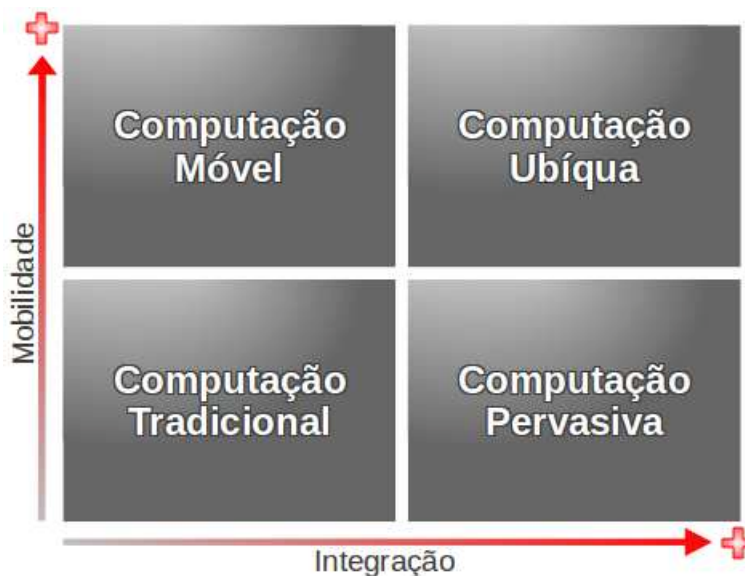 Computação
Móvel
Computação
Ubíqua
Mobilidade
Computação
Tradicional
Computação
Pervasiva
Integração